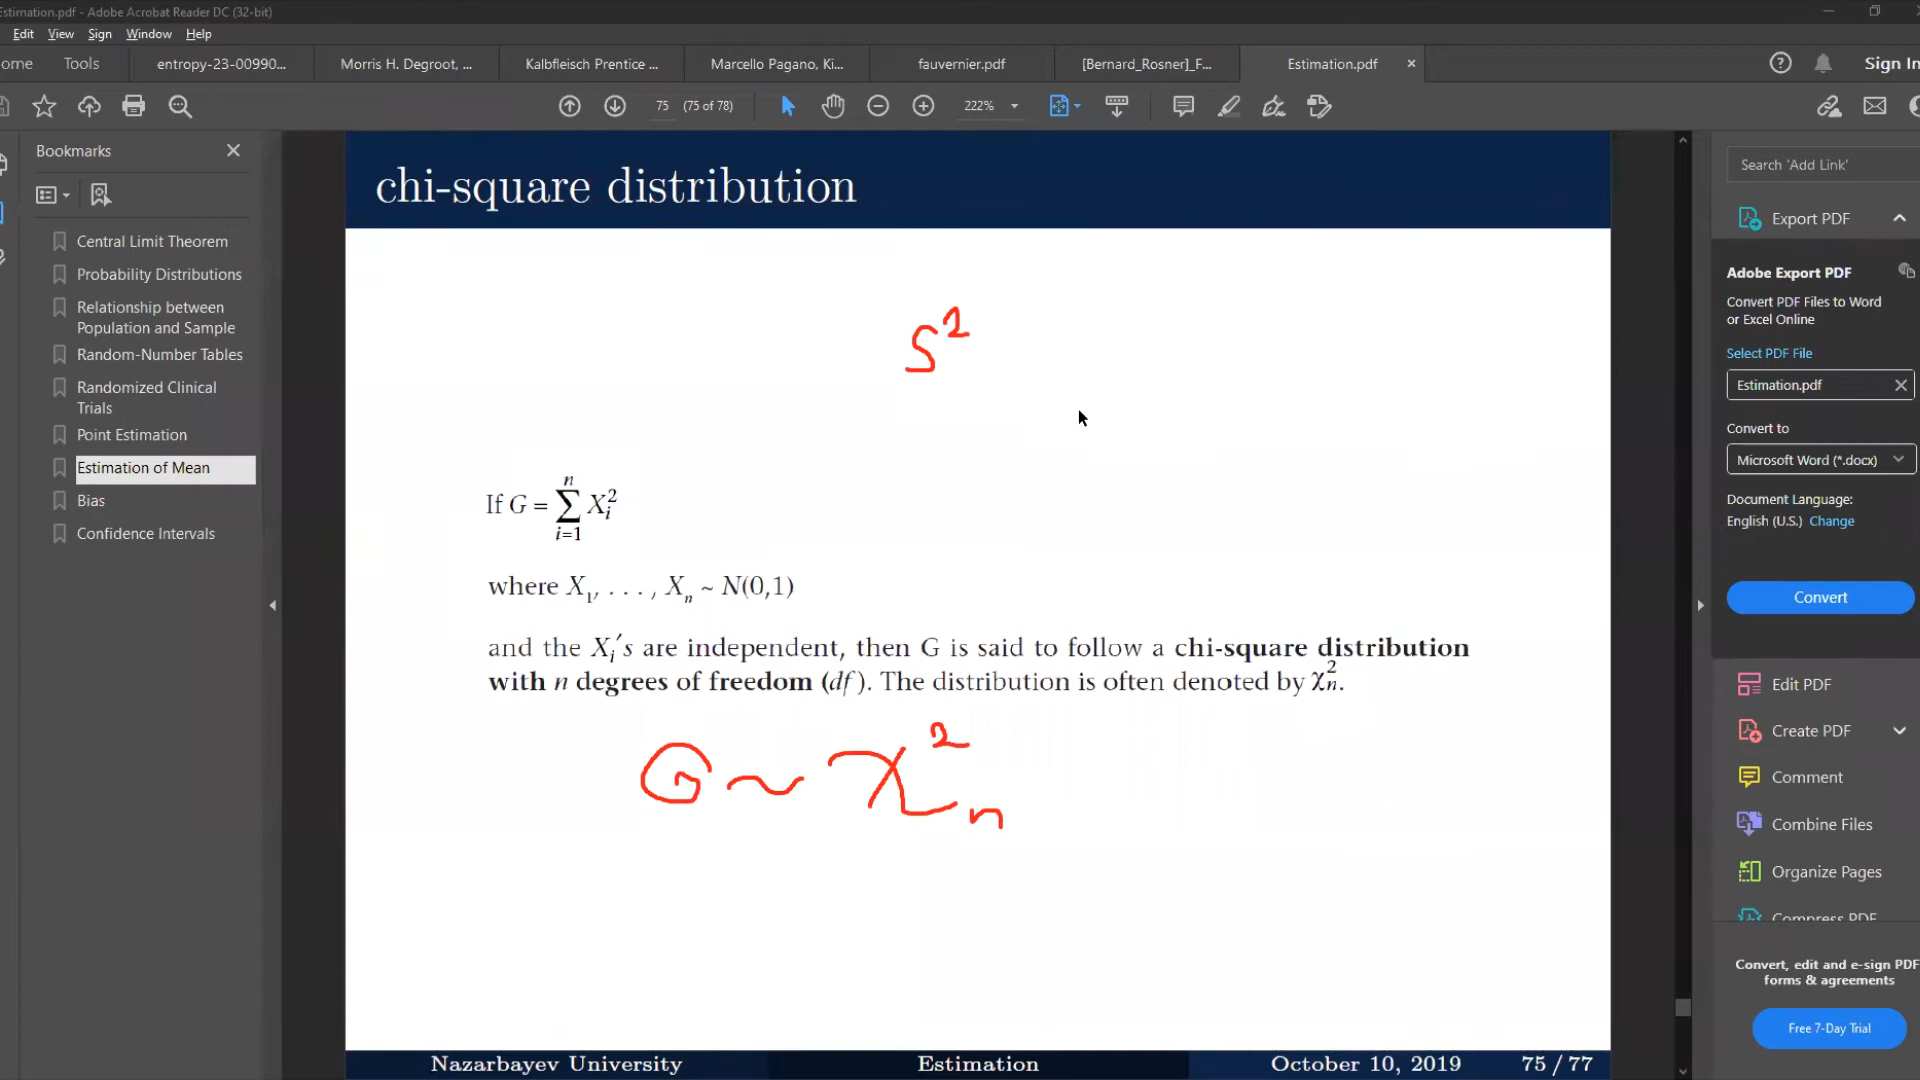 Estimation.pdf - Adobe Acrobat Reader DC (32-bit)
Edit View Sign Window Help
ome Tools entropy-23-00990... Morris H. Degroot, ... Kalbfleisch Prentice ... Marcello Pagano, Ki... fauvernier.pdf [Bernard_Rosner]_F... Estimation.pdf × Sign In
75 (75 of 78) 222%
Bookmarks
Central Limit Theorem
Probability Distributions
Relationship between
Population and Sample
Random-Number Tables
Randomized Clinical
Trials
Point Estimation
Estimation of Mean
Bias
Confidence Intervals
chi-square distribution
S²
If G = ∑ⁿᵢ₌₁ Xᵢ²
where X₁, . . . , Xₙ ~ N(0,1)
and the Xᵢ's are independent, then G is said to follow a chi-square distribution
with n degrees of freedom (df). The distribution is often denoted by χ²ₙ.
G ~ χ²ₙ
Nazarbayev University Estimation October 10, 2019 75 / 77
Search 'Add Link'
Export PDF
Adobe Export PDF
Convert PDF Files to Word
or Excel Online
Select PDF File
Estimation.pdf
Convert to
Microsoft Word (*.docx)
Document Language:
English (U.S.) Change
Convert
Edit PDF
Create PDF
Comment
Combine Files
Organize Pages
Compress PDF
Convert, edit and e-sign PDF
forms & agreements
Free 7-Day Trial